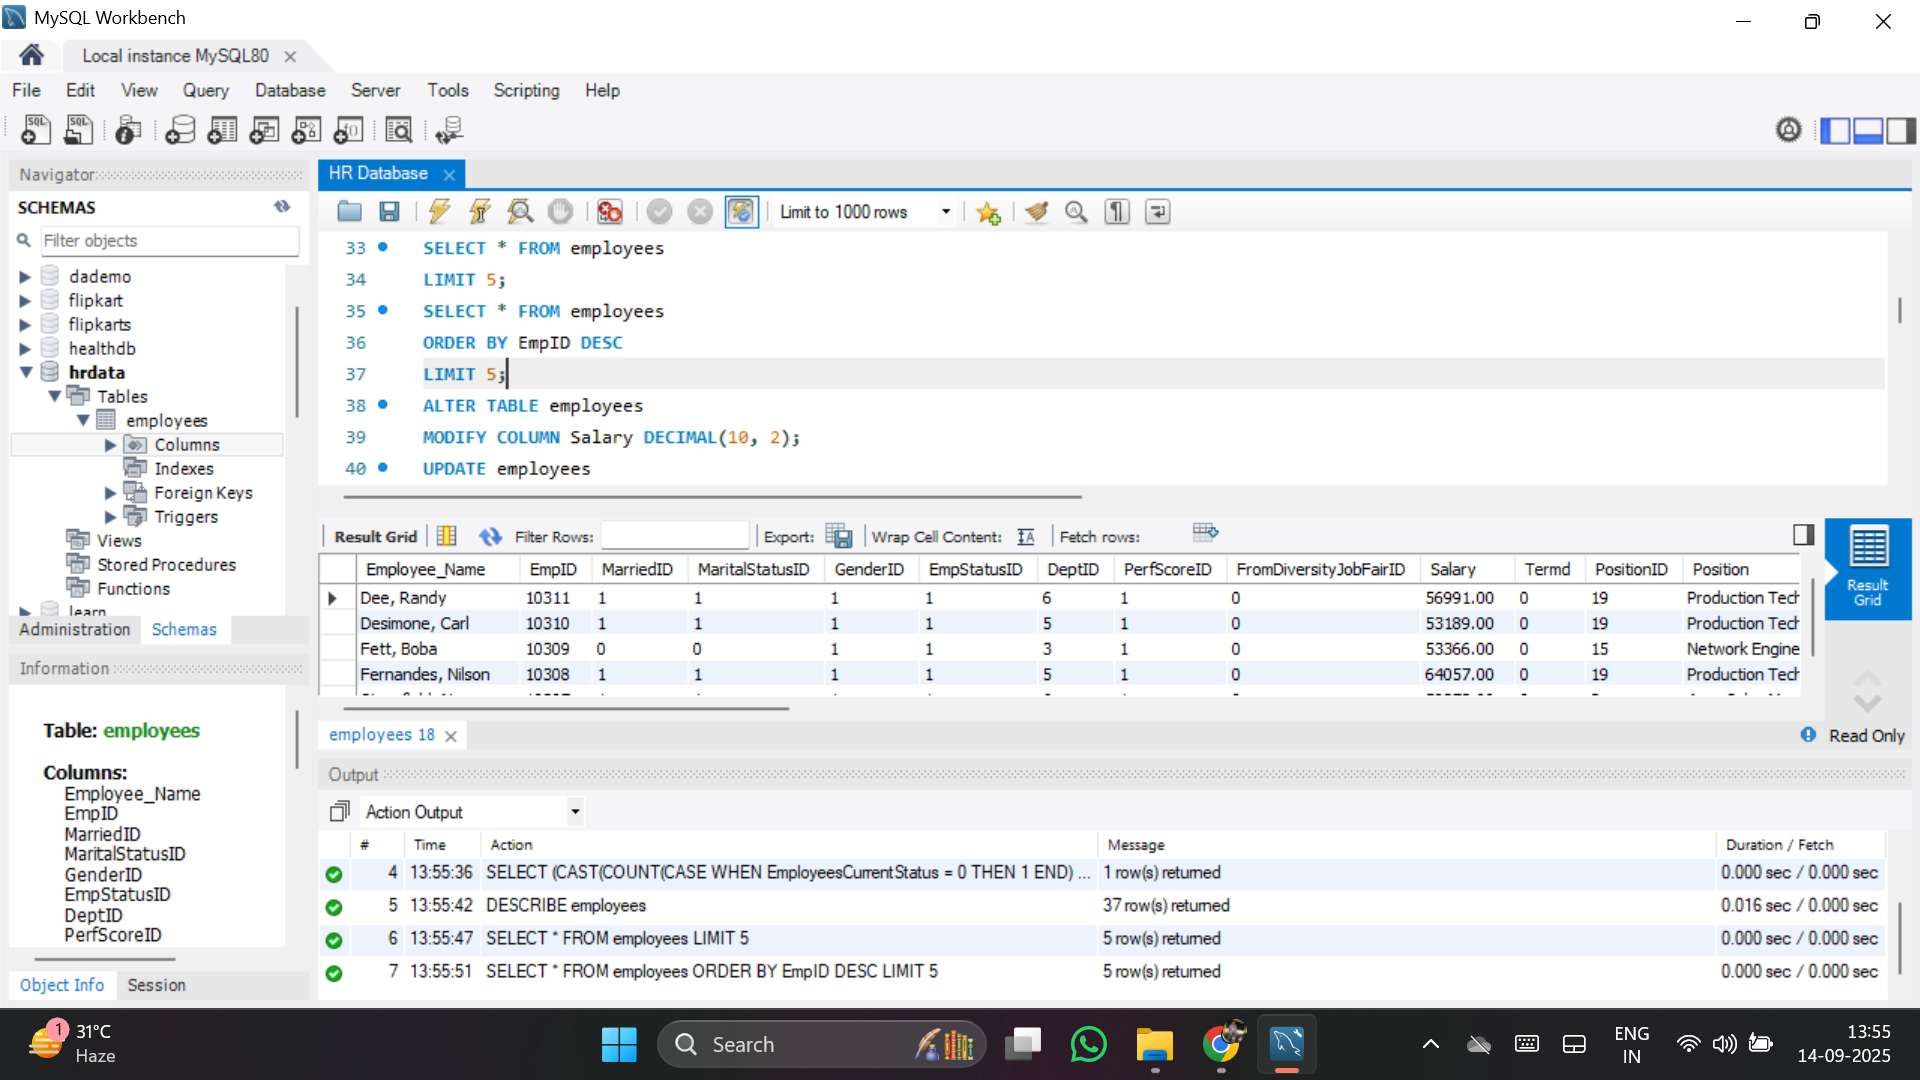 MySQL Workbench
Local instance MySQL80
File Edit View Query Database Server Tools Scripting Help
Navigator
SCHEMAS
Filter objects
dademo
flipkart
flipkarts
healthdb
hrdata
Tables
employees
Columns
Indexes
Foreign Keys
Triggers
Views
Stored Procedures
Functions
learn
Administration Schemas
Information
Table: employees
Columns:
Employee_Name
EmpID
MarriedID
MaritalStatusID
GenderID
EmpStatusID
DeptID
PerfScoreID
Object Info Session
HR Database
Limit to 1000 rows
33 SELECT * FROM employees
34 LIMIT 5;
35 SELECT * FROM employees
36 ORDER BY EmpID DESC
37 LIMIT 5;
38 ALTER TABLE employees
39 MODIFY COLUMN Salary DECIMAL(10, 2);
40 UPDATE employees
Result Grid Filter Rows: Export: Wrap Cell Content: Fetch rows:
Employee_Name EmpID MarriedID MaritalStatusID GenderID EmpStatusID DeptID PerfScoreID FromDiversityJobFairID Salary Termd PositionID Position
Dee, Randy 10311 1 1 1 1 6 1 0 56991.00 0 19 Production Tech
Desimone, Carl 10310 1 1 1 1 5 1 0 53189.00 0 19 Production Tech
Fett, Boba 10309 0 0 1 1 3 1 0 53366.00 0 15 Network Engine
Fernandes, Nilson 10308 1 1 1 1 5 1 0 64057.00 0 19 Production Tech
Result
Grid
employees 18
Read Only
Output
Action Output
# Time Action Message Duration / Fetch
4 13:55:36 SELECT (CAST(COUNT(CASE WHEN EmployeesCurrentStatus = 0 THEN 1 END) ... 1 row(s) returned 0.000 sec / 0.000 sec
5 13:55:42 DESCRIBE employees 37 row(s) returned 0.016 sec / 0.000 sec
6 13:55:47 SELECT * FROM employees LIMIT 5 5 row(s) returned 0.000 sec / 0.000 sec
7 13:55:51 SELECT * FROM employees ORDER BY EmpID DESC LIMIT 5 5 row(s) returned 0.000 sec / 0.000 sec
1
31°C
Haze
Search
ENG
IN
13:55
14-09-2025